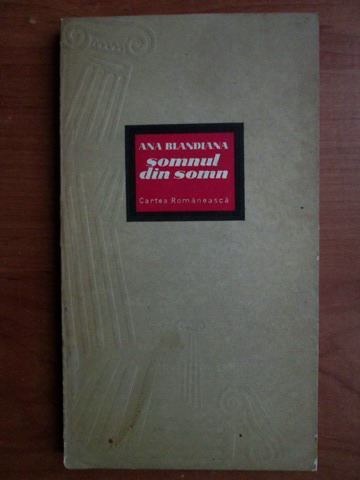 ANA BLANDIANA
somnul
din somn
Cartea Românească